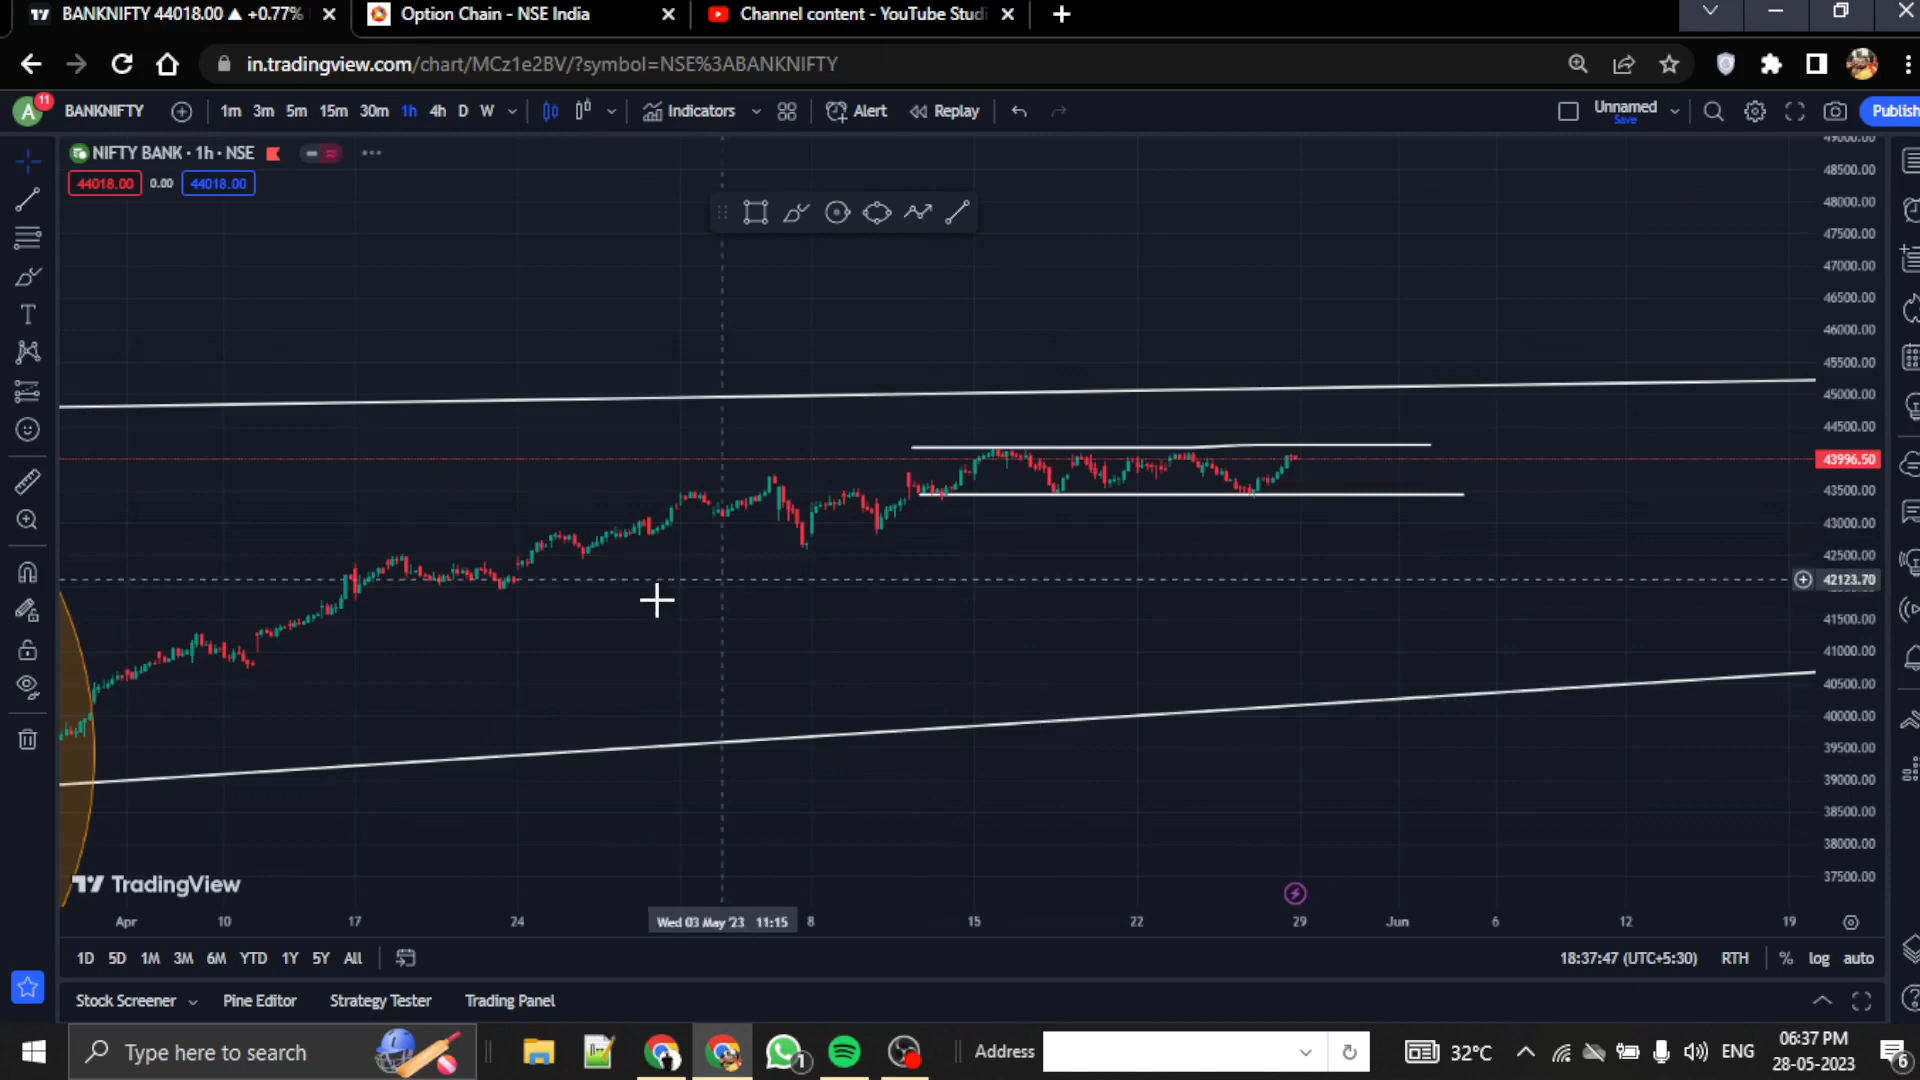 BANKNIFTY 44018.00 ▲ +0.77%
Option Chain - NSE India
Channel content - YouTube Studi
in.tradingview.com/chart/MCz1e2BV/?symbol=NSE%3ABANKNIFTY
A
11
BANKNIFTY
1m 3m 5m 15m 30m 1h 4h D W
Indicators
Alert
Replay
Unnamed
Save
Publish
NIFTY BANK · 1h · NSE
44018.00 0.00 44018.00
49000.00
48500.00
48000.00
47500.00
47000.00
46500.00
46000.00
45500.00
45000.00
44500.00
43996.50
43500.00
43000.00
42500.00
42123.70
41500.00
41000.00
40500.00
40000.00
39500.00
39000.00
38500.00
38000.00
37500.00
TradingView
Apr 10 17 24 Wed 03 May '23 11:15 8 15 22 29 Jun 6 12 19
1D 5D 1M 3M 6M YTD 1Y 5Y All
18:37:47 (UTC+5:30) RTH % log auto
Stock Screener Pine Editor Strategy Tester Trading Panel
Type here to search
1
Address
32°C
ENG
06:37 PM
28-05-2023
6